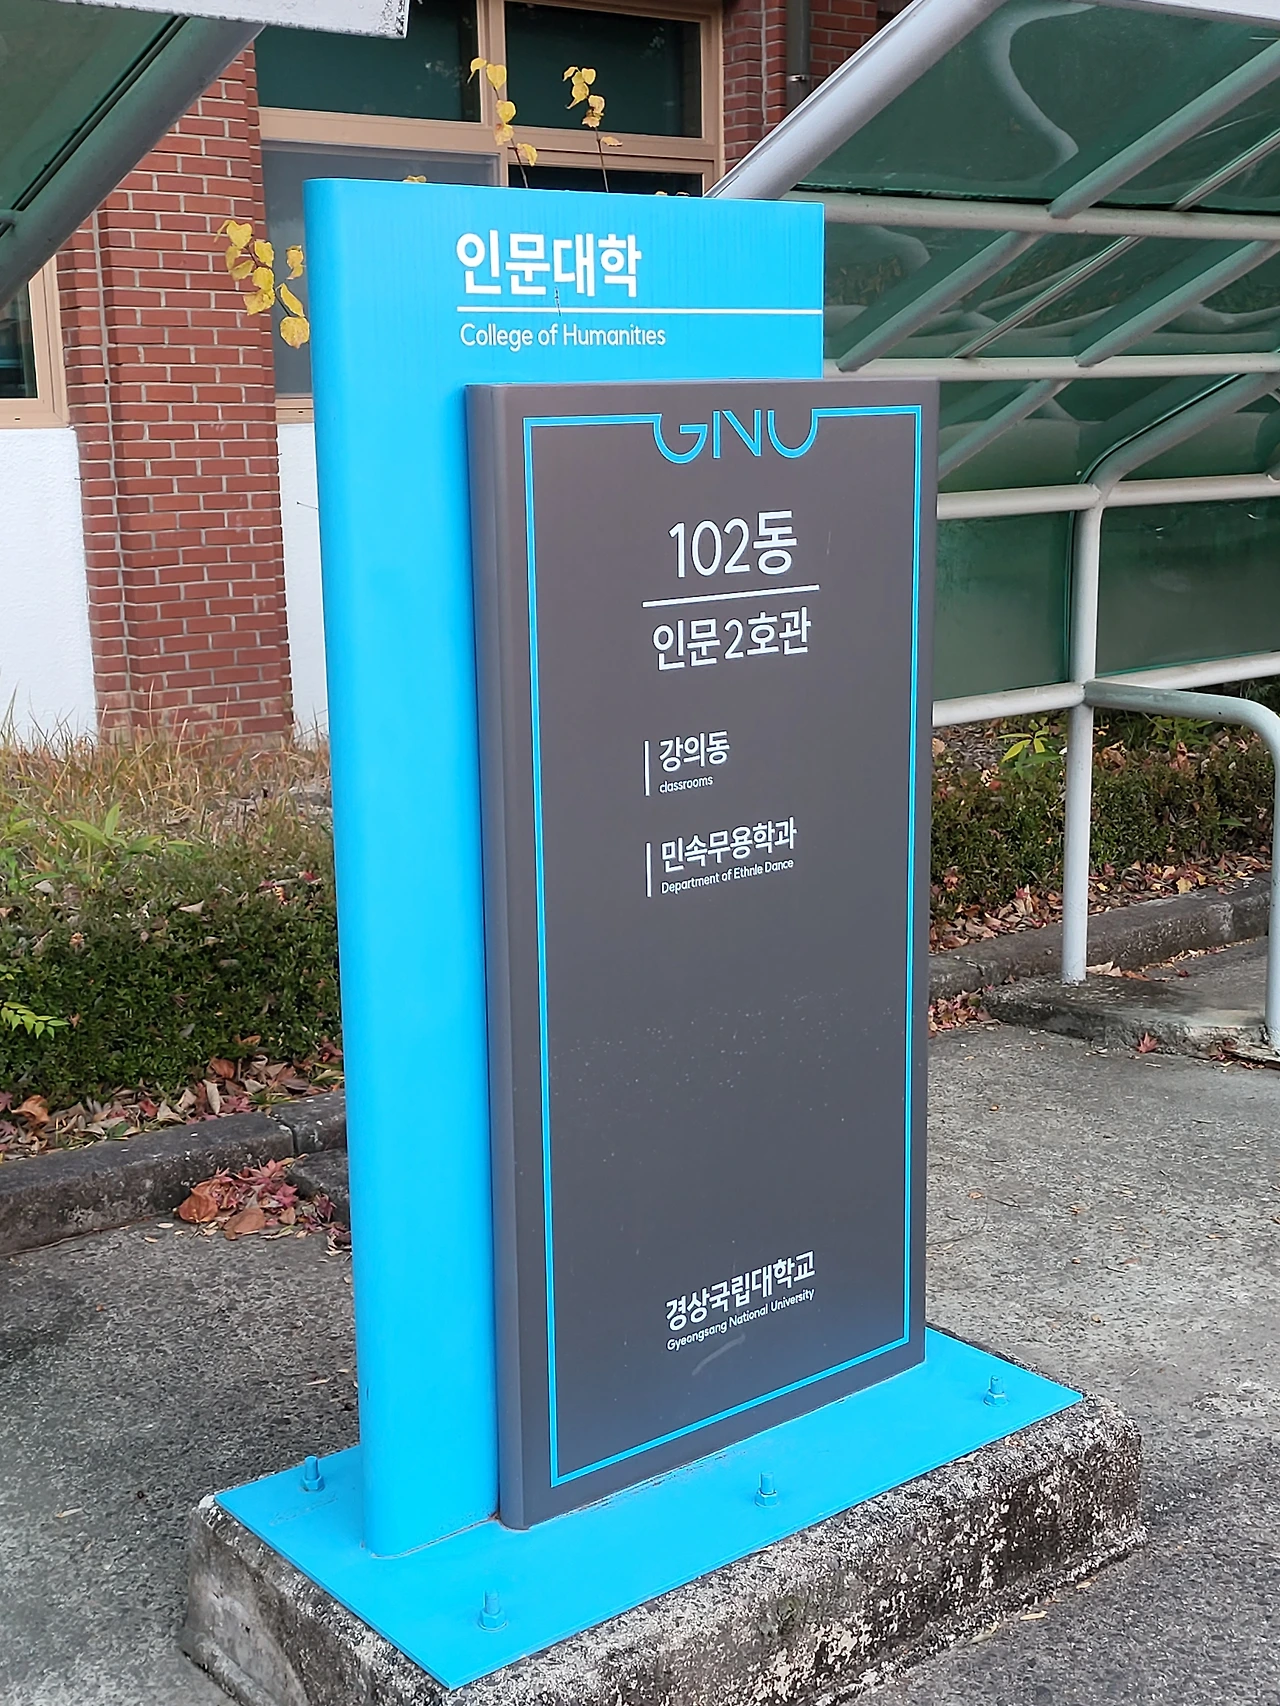 인문대학
College of Humanities
GNU
102동
인문2호관
강의동
classrooms
민속무용학과
Department of Ethnie Dance
경상국립대학교
Gyeongsang National University